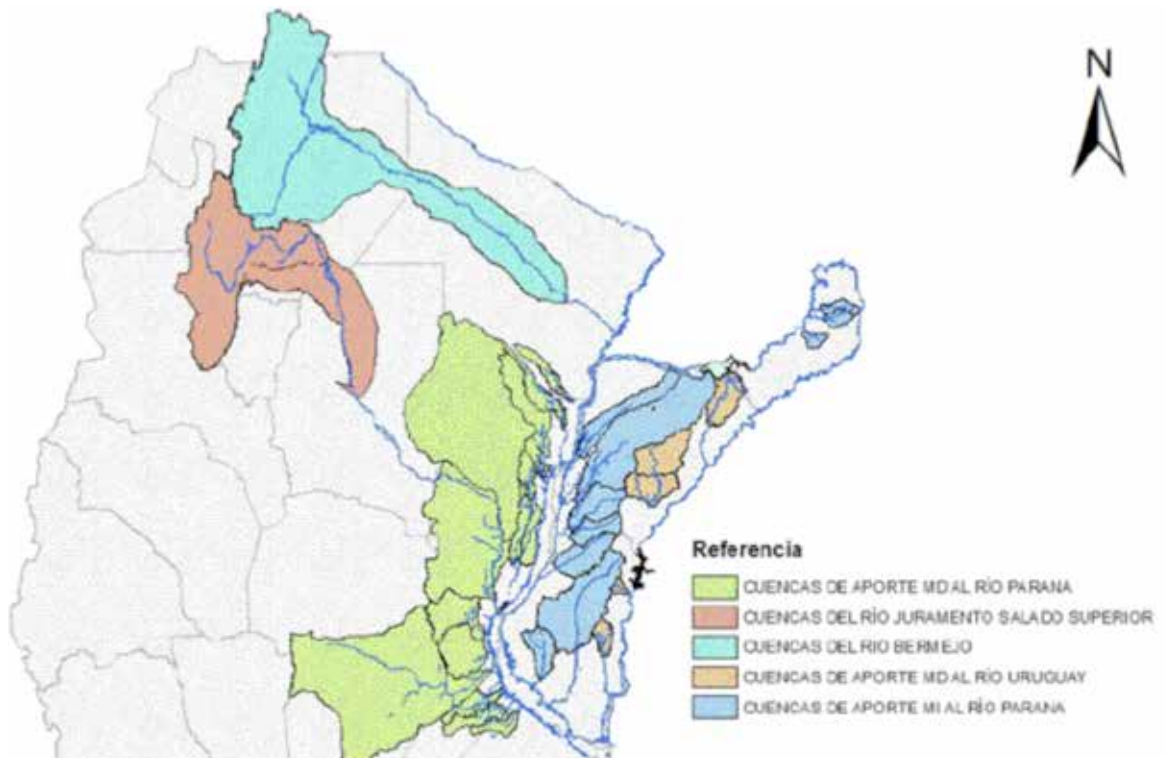 N
Referencia
CUENCAS DE APORTE MD AL RÍO PARANA
CUENCAS DEL RÍO JURAMENTO SALADO SUPERIOR
CUENCAS DEL RIO BERMEJO
CUENCAS DE APORTE MD AL RÍO URUGUAY
CUENCAS DE APORTE MI AL RÍO PARANA